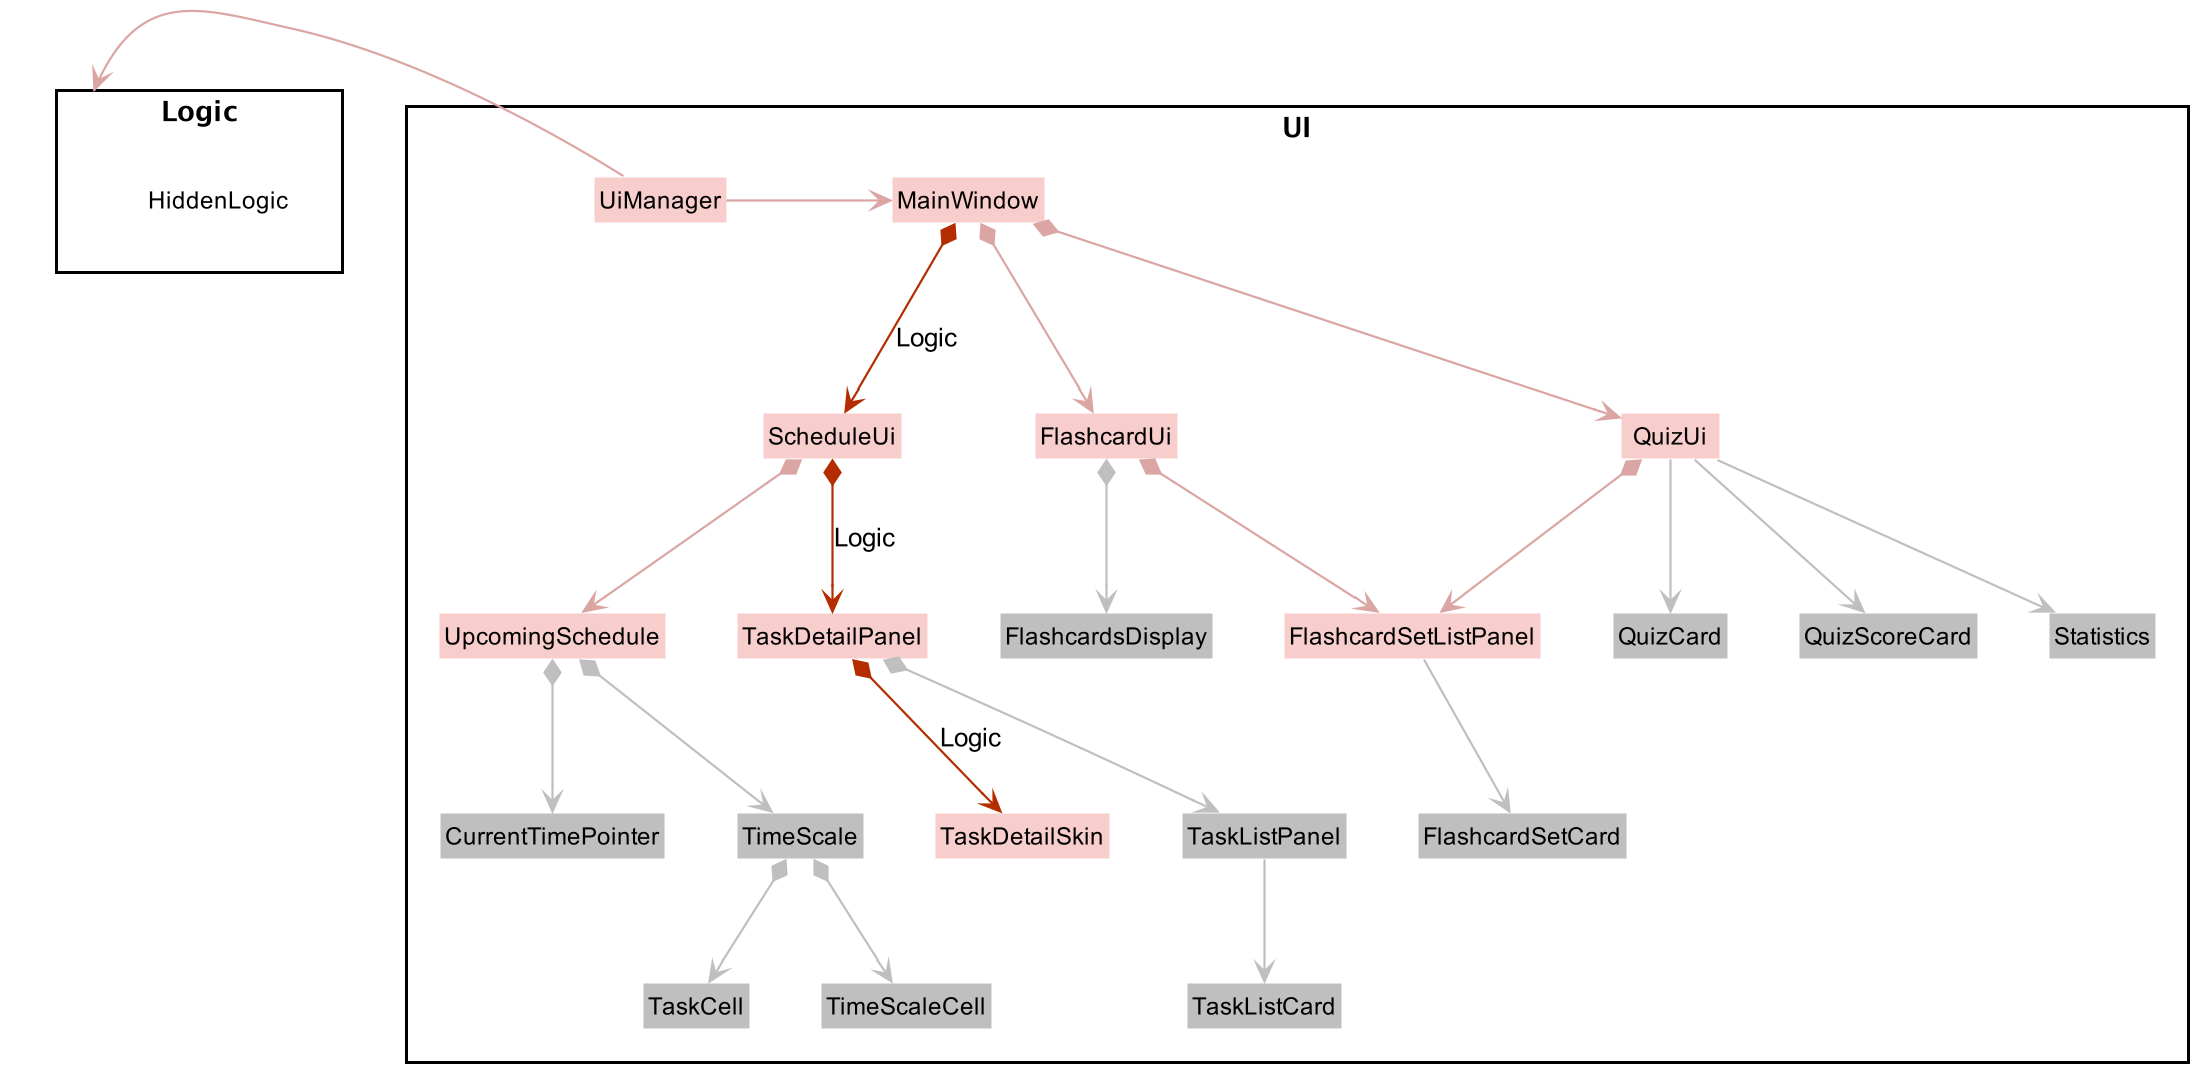 Logic
UI
HiddenLogic
UiManager
MainWindow
Logic
ScheduleUi
FlashcardUi
QuizUi
Logic
UpcomingSchedule
TaskDetailPanel
FlashcardsDisplay
FlashcardSetListPanel
QuizCard
QuizScoreCard
Statistics
Logic
CurrentTimePointer
TimeScale
TaskDetailSkin
TaskListPanel
FlashcardSetCard
TaskCell
TimeScaleCell
TaskListCard